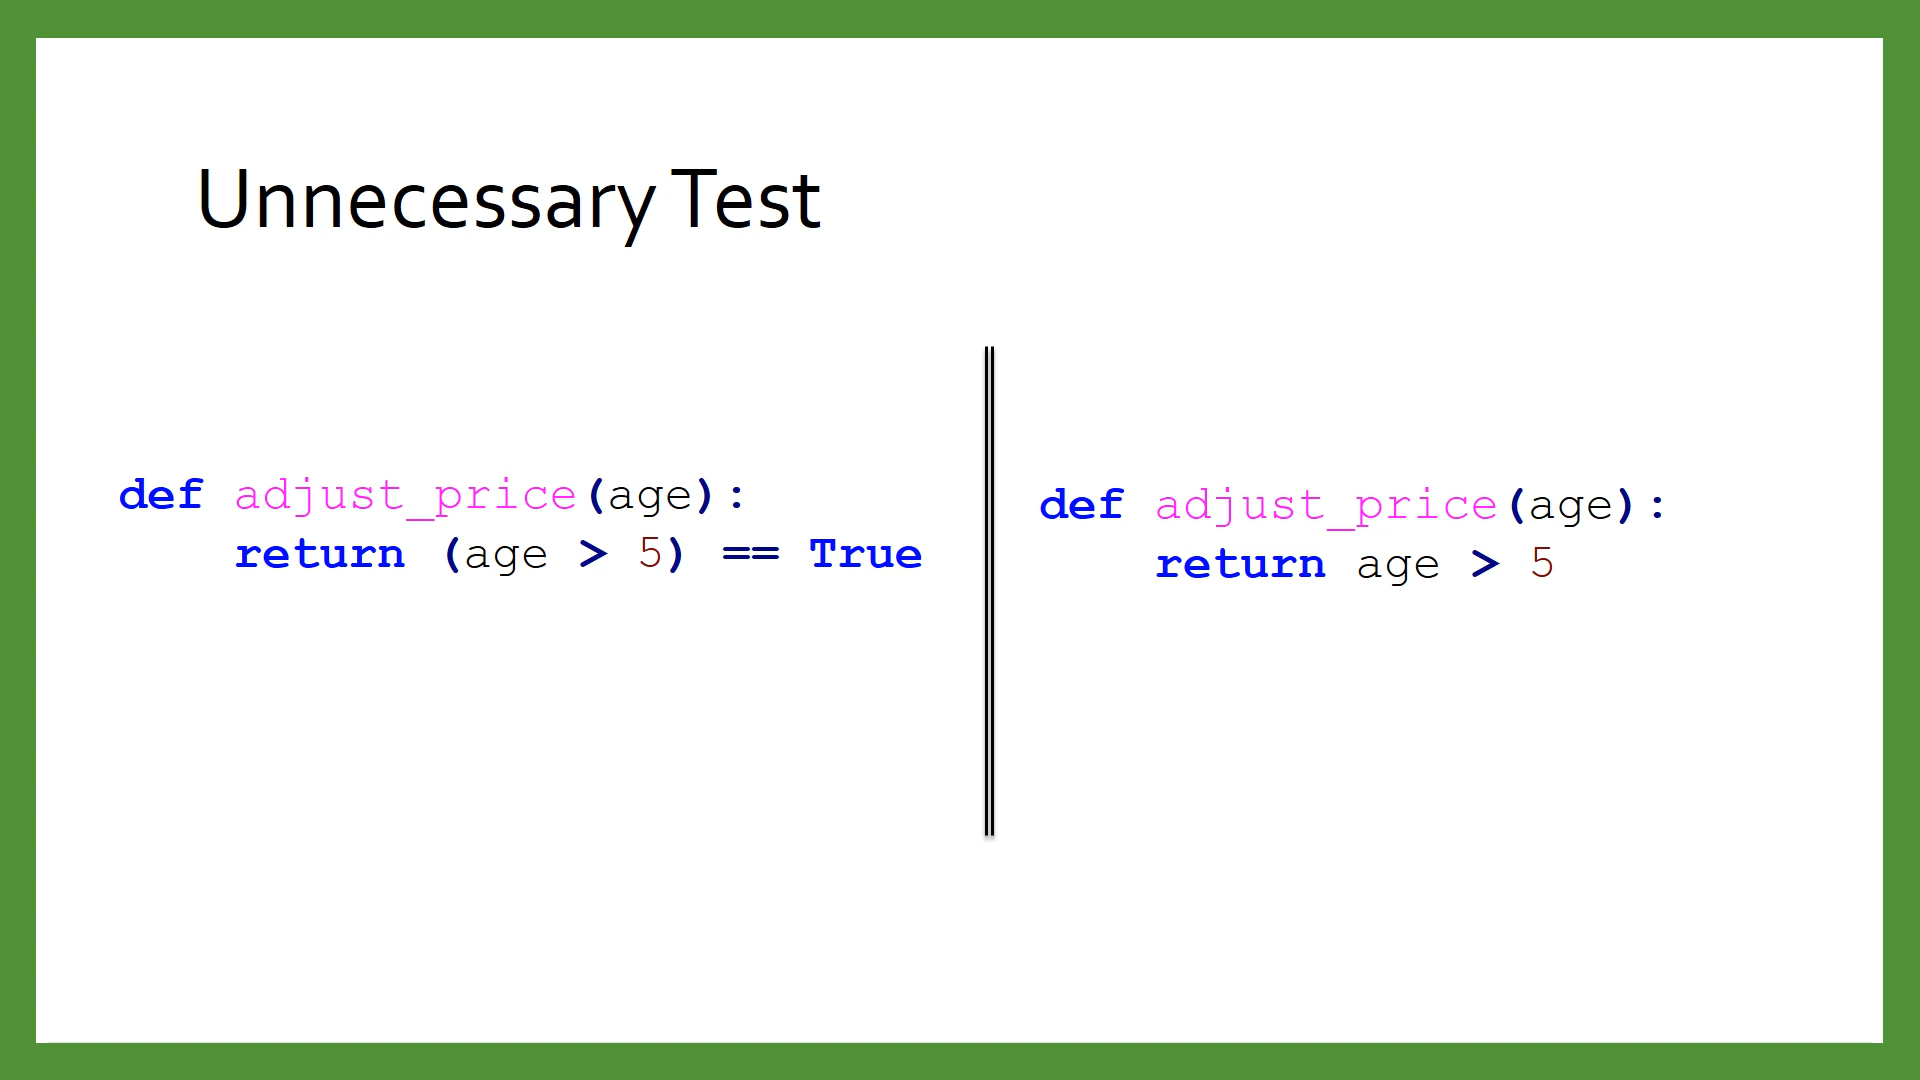 Unnecessary Test
def adjust_price(age):
    return (age > 5) == True
def adjust_price(age):
    return age > 5